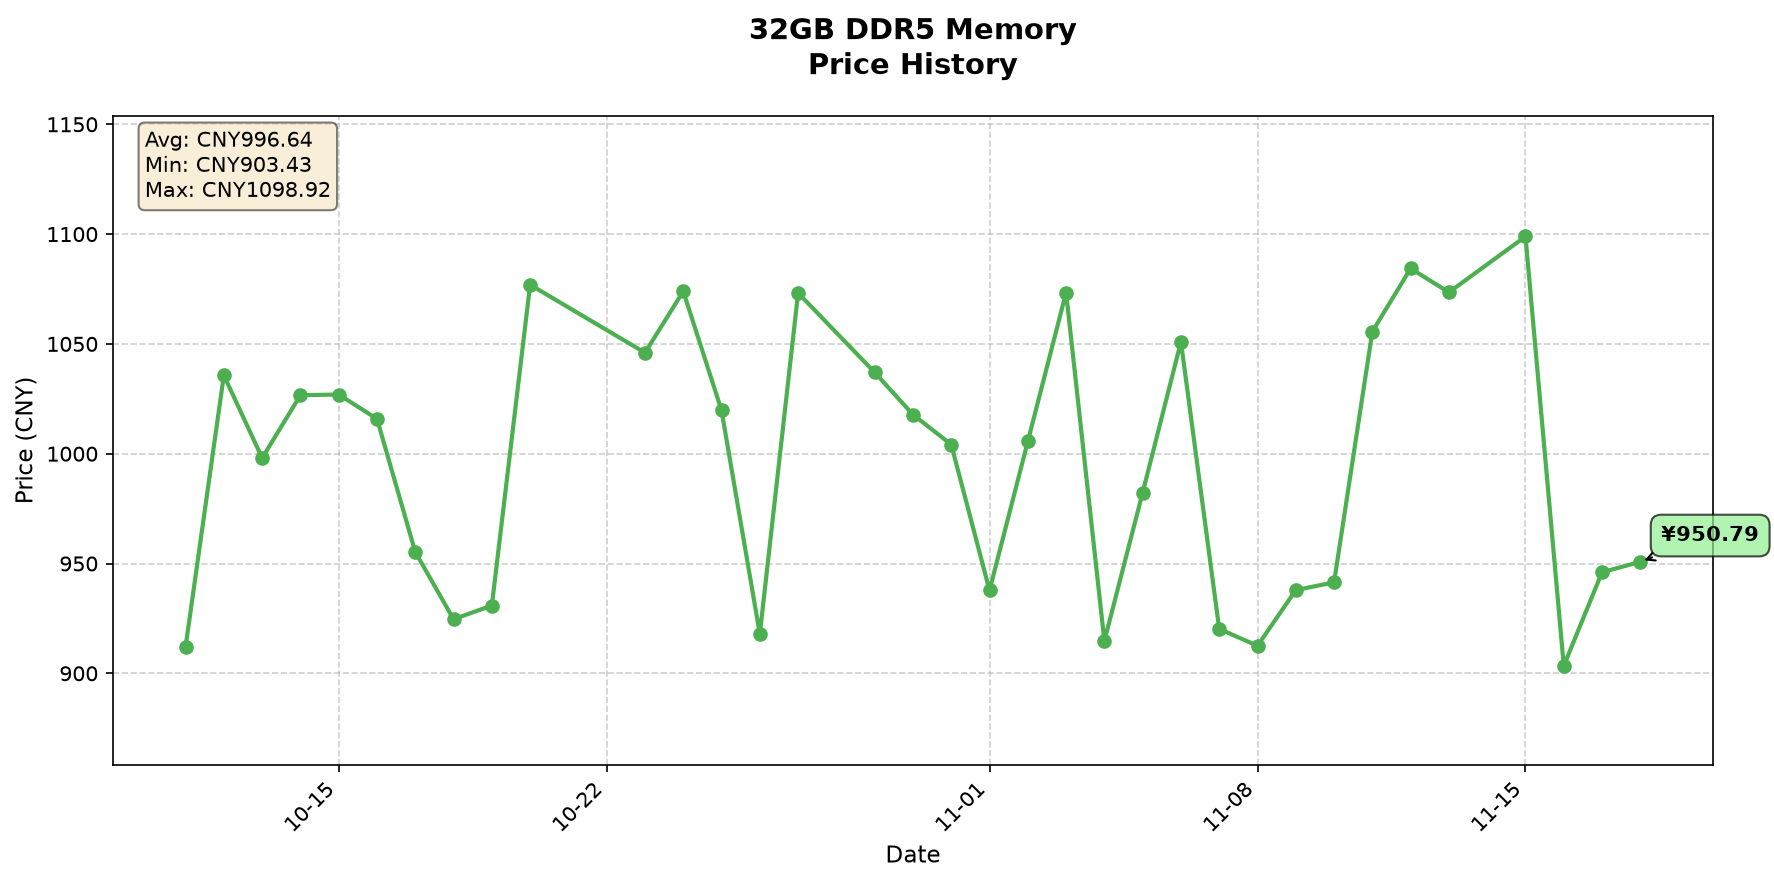 32GB DDR5 Memory
Price History
Avg: CNY996.64
Min: CNY903.43
Max: CNY1098.92
1150
1100
1050
1000
950
900
Price (CNY)
¥950.79
10-15
10-22
11-01
11-08
11-15
Date